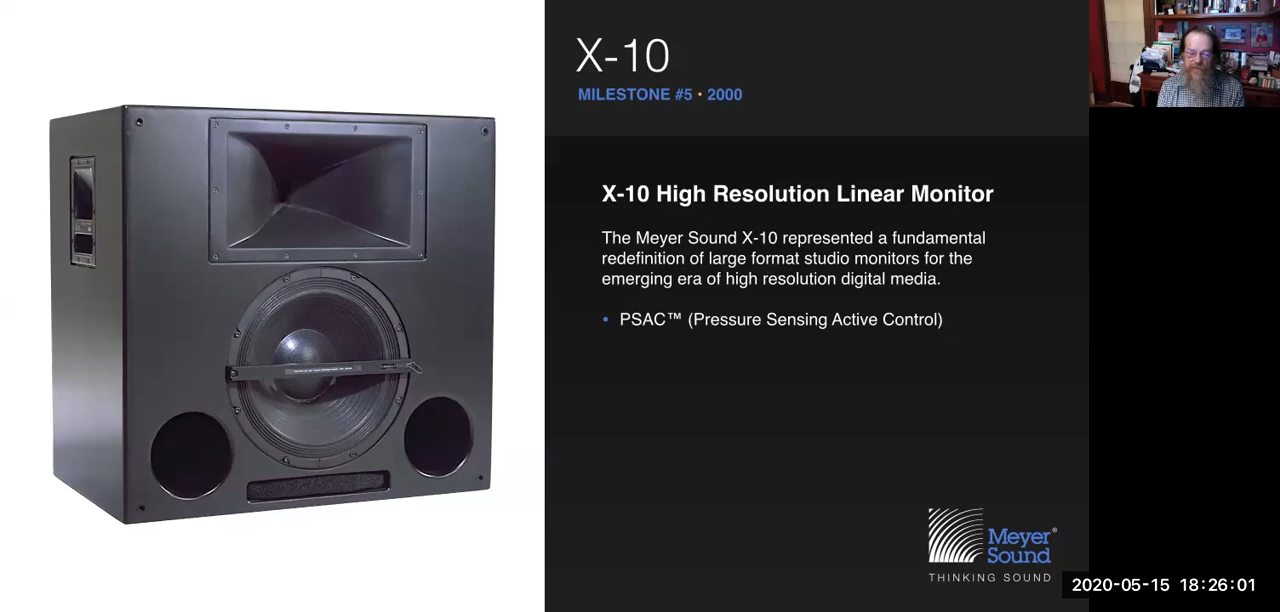 X-10
MILESTONE #5 • 2000
X-10 High Resolution Linear Monitor
The Meyer Sound X-10 represented a fundamental
redefinition of large format studio monitors for the
emerging era of high resolution digital media.
• PSAC™ (Pressure Sensing Active Control)
Meyer®
Sound
THINKING SOUND
2020-05-15 18:26:01